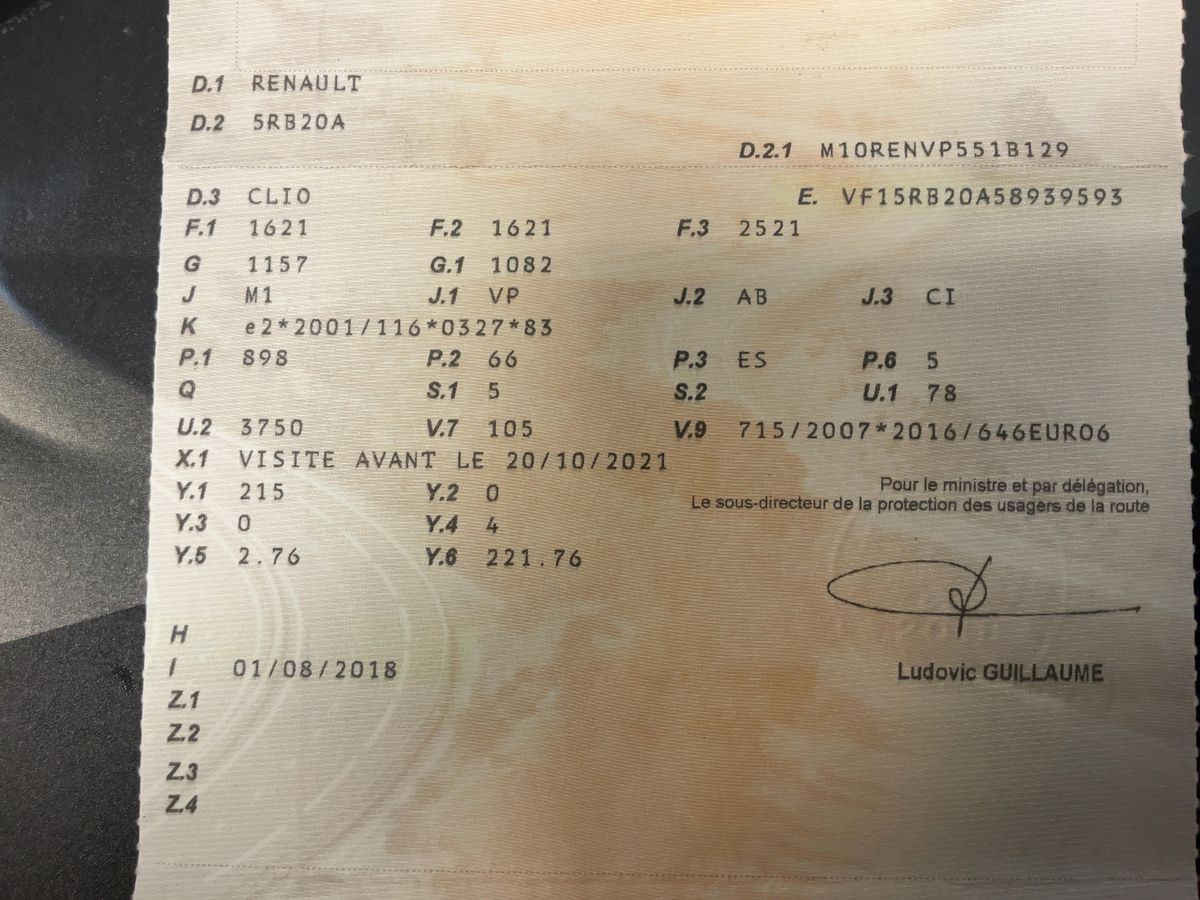 D.1 RENAULT
D.2 5RB20A
D.2.1 M10RENVP551B129
D.3 CLIO E. VF15RB20A58939593
F.1 1621 F.2 1621 F.3 2521
G 1157 G.1 1082
J M1 J.1 VP J.2 AB J.3 CI
K e2*2001/116*0327*83
P.1 898 P.2 66 P.3 ES P.6 5
Q S.1 5 S.2 U.1 78
U.2 3750 V.7 105 V.9 715/2007*2016/646EURO6
X.1 VISITE AVANT LE 20/10/2021
Y.1 215 Y.2 0
Pour le ministre et par délégation,
Le sous-directeur de la protection des usagers de la route
Y.3 0 Y.4 4
Y.5 2.76 Y.6 221.76
H
I 01/08/2018
Ludovic GUILLAUME
Z.1
Z.2
Z.3
Z.4